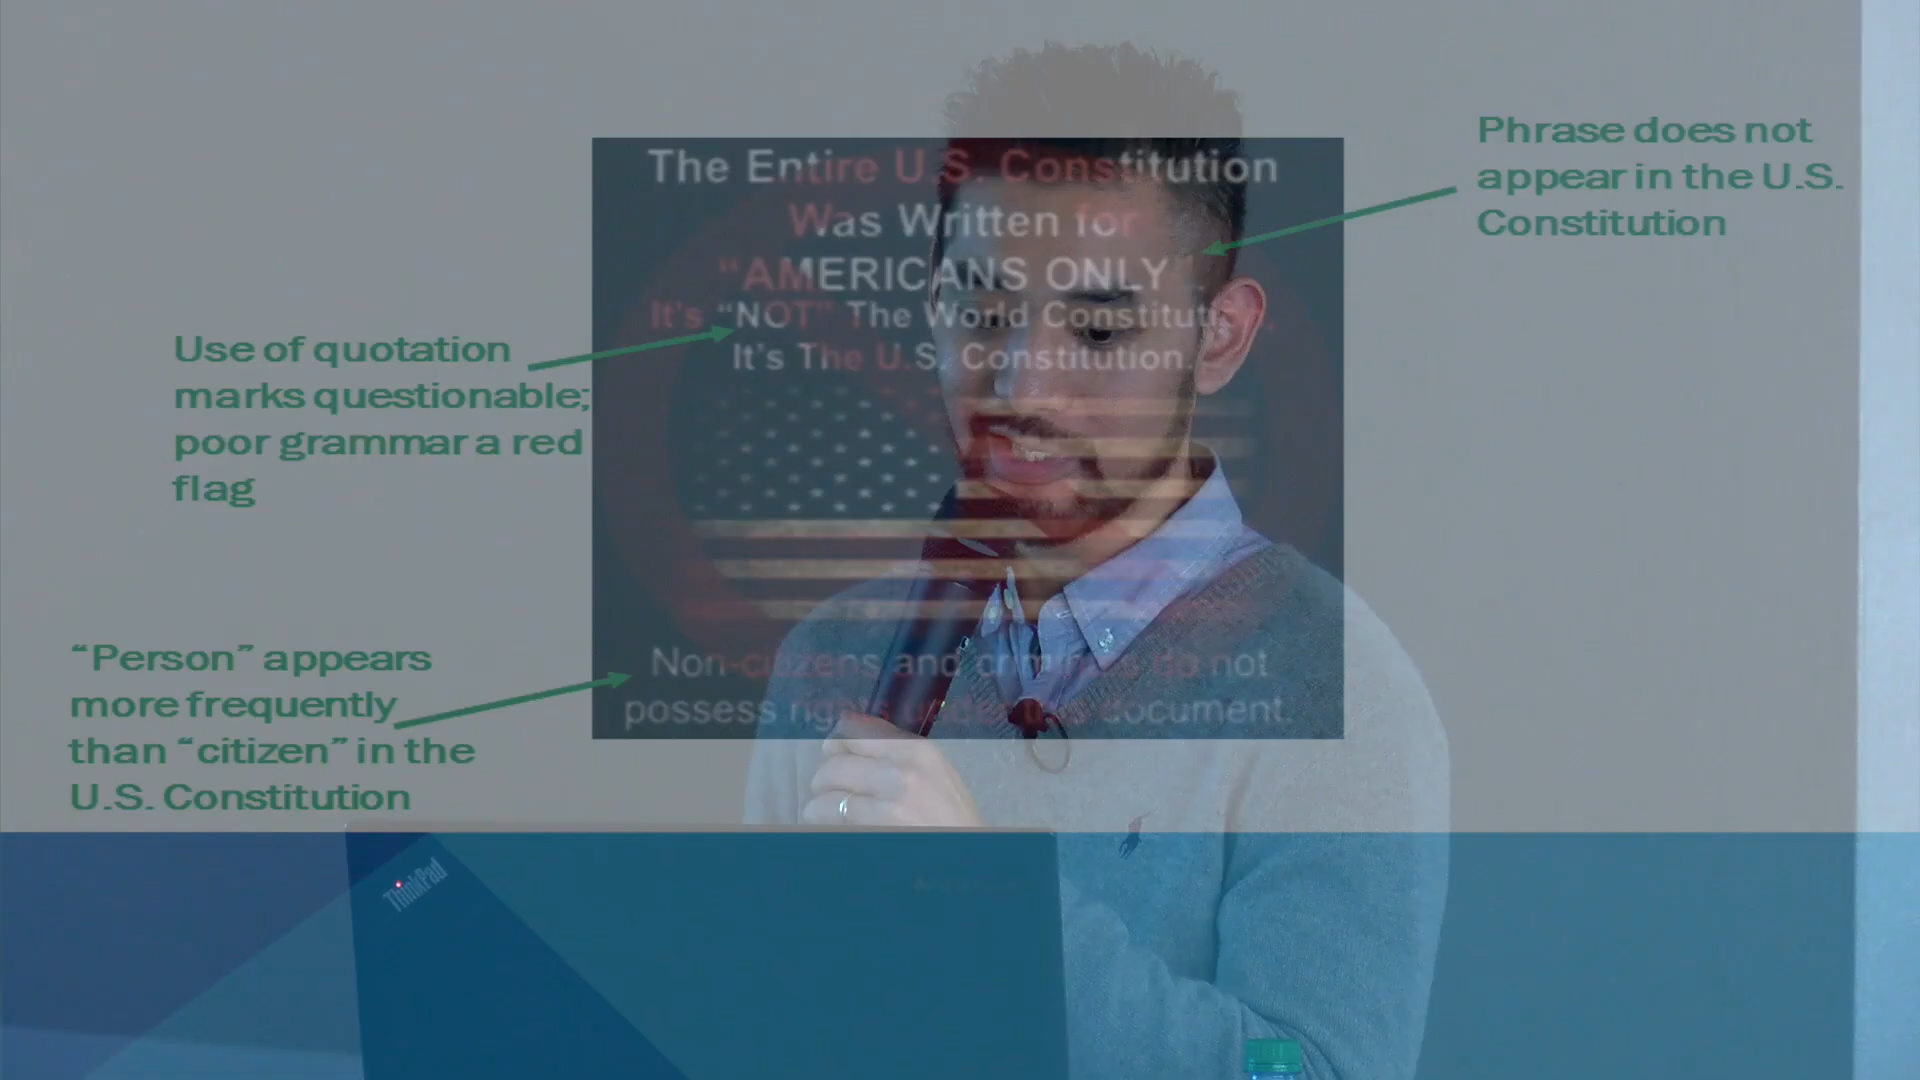 Phrase does not
appear in the U.S.
Constitution
The Entire U.S. Constitution
Was Written for
“AMERICANS ONLY
It's “NOT” The World Constitution.
It's The U.S. Constitution.
Use of quotation
marks questionable;
poor grammar a red
flag
“Person” appears
more frequently
than “citizen” in the
U.S. Constitution
Non-citizens and criminals do not
possess rights under this document.
ThinkPad